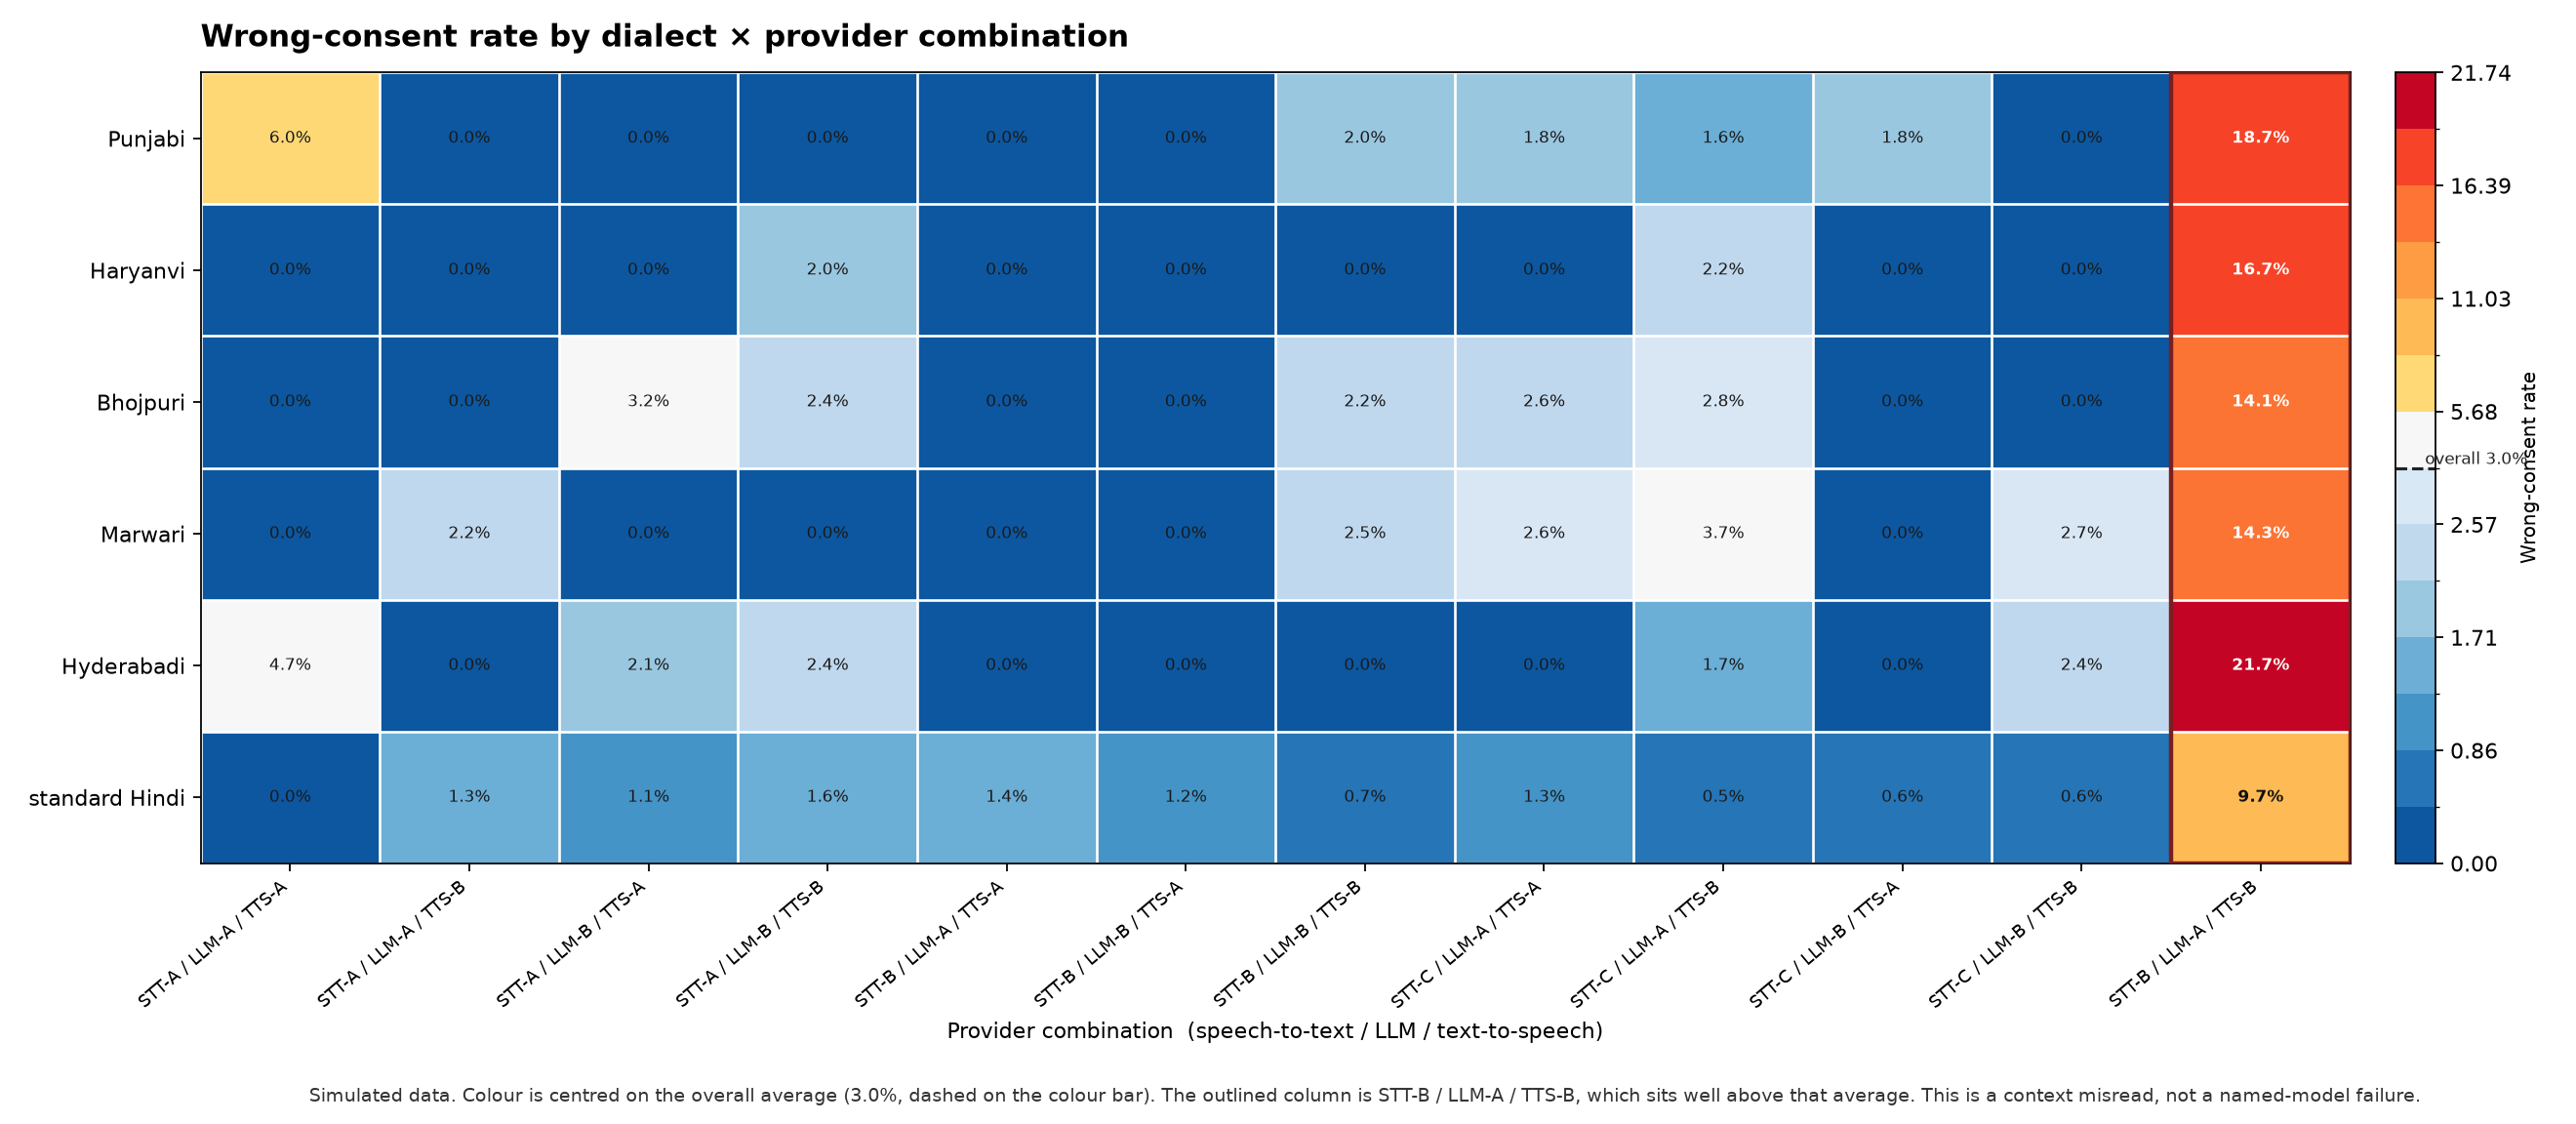 Wrong-consent rate by dialect × provider combination
Punjabi 6.0% 0.0% 0.0% 0.0% 0.0% 0.0% 2.0% 1.8% 1.6% 1.8% 0.0% 18.7%
Haryanvi 0.0% 0.0% 0.0% 2.0% 0.0% 0.0% 0.0% 0.0% 2.2% 0.0% 0.0% 16.7%
Bhojpuri 0.0% 0.0% 3.2% 2.4% 0.0% 0.0% 2.2% 2.6% 2.8% 0.0% 0.0% 14.1%
Marwari 0.0% 2.2% 0.0% 0.0% 0.0% 0.0% 2.5% 2.6% 3.7% 0.0% 2.7% 14.3%
Hyderabadi 4.7% 0.0% 2.1% 2.4% 0.0% 0.0% 0.0% 0.0% 1.7% 0.0% 2.4% 21.7%
standard Hindi 0.0% 1.3% 1.1% 1.6% 1.4% 1.2% 0.7% 1.3% 0.5% 0.6% 0.6% 9.7%
STT-A / LLM-A / TTS-A
STT-A / LLM-A / TTS-B
STT-A / LLM-B / TTS-A
STT-A / LLM-B / TTS-B
STT-B / LLM-A / TTS-A
STT-B / LLM-B / TTS-A
STT-B / LLM-B / TTS-B
STT-C / LLM-A / TTS-A
STT-C / LLM-A / TTS-B
STT-C / LLM-B / TTS-A
STT-C / LLM-B / TTS-B
STT-B / LLM-A / TTS-B
Provider combination (speech-to-text / LLM / text-to-speech)
21.74
16.39
11.03
5.68
overall 3.0%
2.57
1.71
0.86
0.00
Wrong-consent rate
Simulated data. Colour is centred on the overall average (3.0%, dashed on the colour bar). The outlined column is STT-B / LLM-A / TTS-B, which sits well above that average. This is a context misread, not a named-model failure.